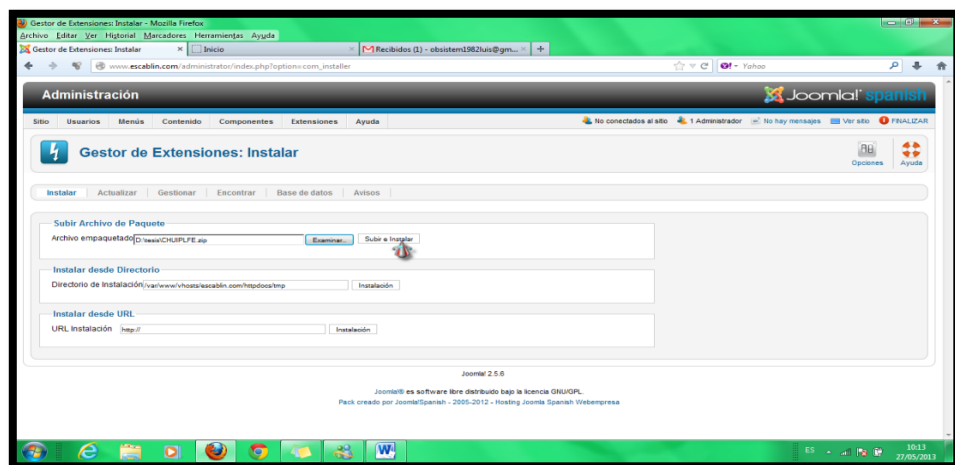 Gestor de Extensiones: Instalar - Mozilla Firefox
Archivo Editar Ver Historial Marcadores Herramientas Ayuda
Gestor de Extensiones: Instalar × Inicio × Recibidos (1) - obsistem1982luis@gm... × +
www.escablin.com/administrator/index.php?option=com_installer Yahoo
Administración Joomla! spanish
Sitio Usuarios Menús Contenido Componentes Extensiones Ayuda No conectados al sitio 1 Administrador No hay mensajes Ver sitio FINALIZAR
Gestor de Extensiones: Instalar Opciones Ayuda
Instalar Actualizar Gestionar Encontrar Base de datos Avisos
Subir Archivo de Paquete
Archivo empaquetado D:\tesis\CHUIPLFE.zip Examinar... Subir e Instalar
Instalar desde Directorio
Directorio de Instalación /var/www/vhosts/escablin.com/httpdocs/tmp Instalación
Instalar desde URL
URL Instalación http:// Instalación
Joomla! 2.5.6
Joomla!® es software libre distribuido bajo la licencia GNU/GPL.
Pack creado por Joomla!Spanish - 2005-2012 - Hosting Joomla Spanish Webempresa
ES 10:13
27/05/2013